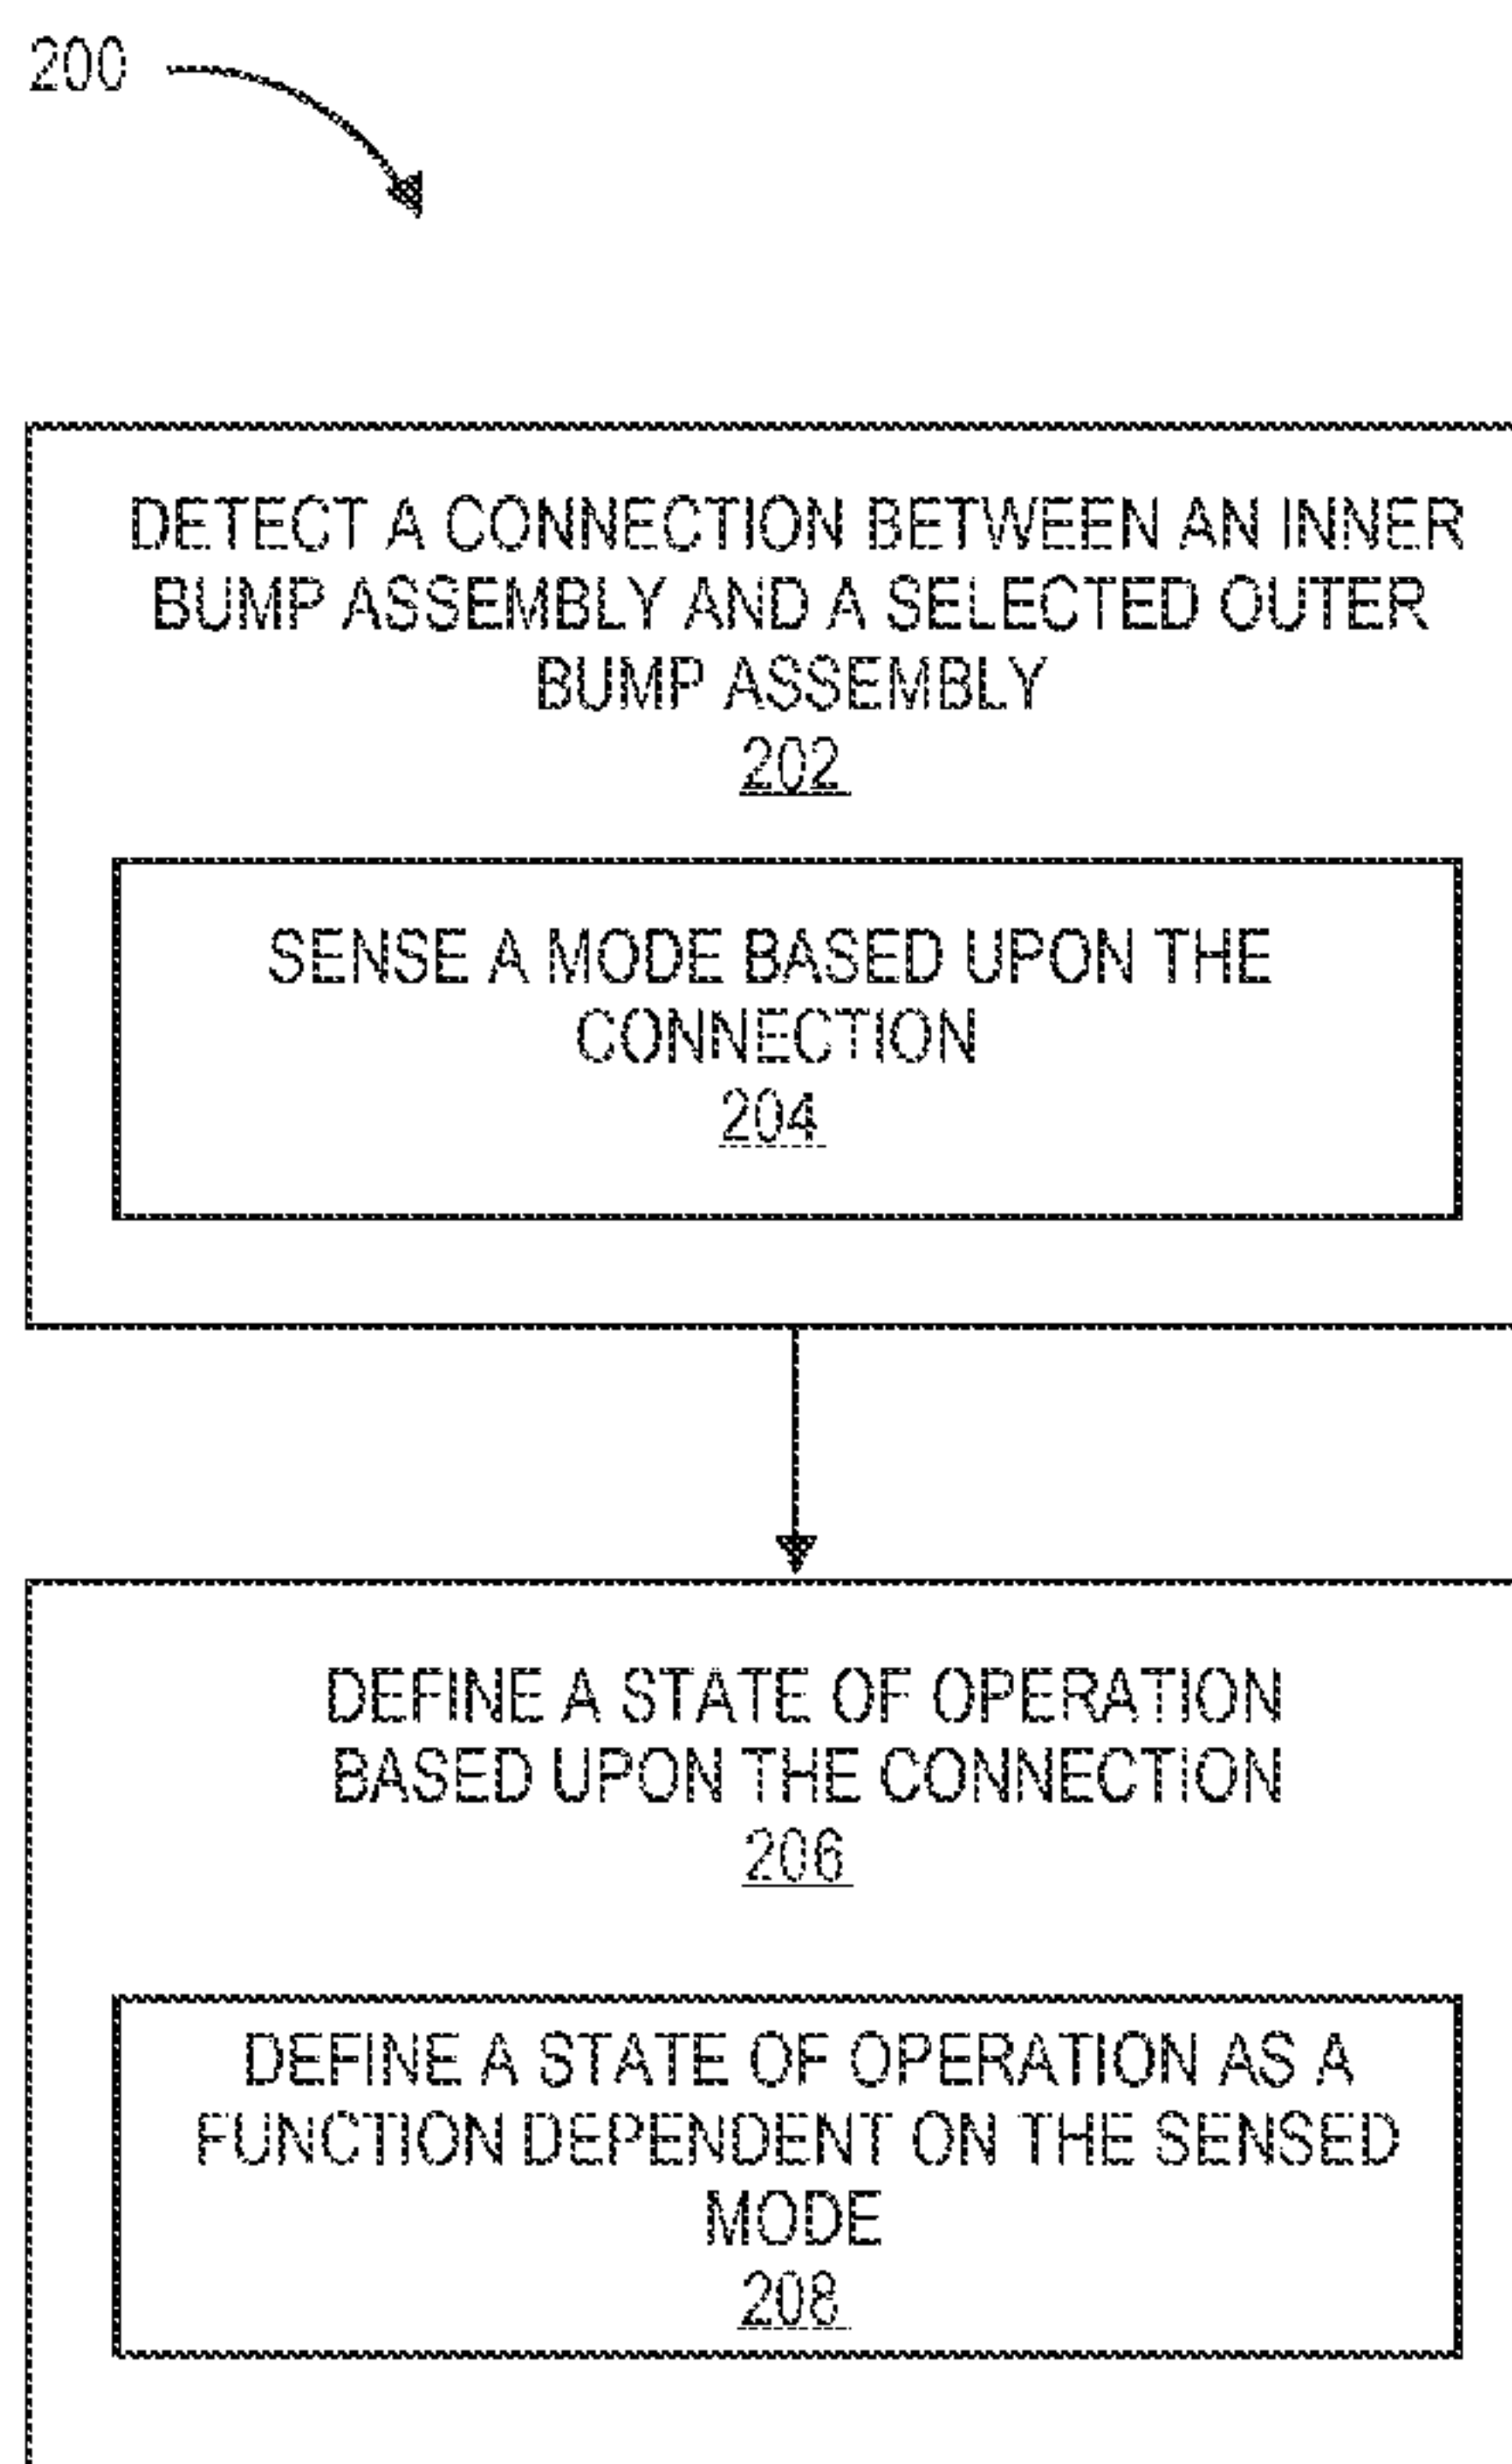 200
DETECT A CONNECTION BETWEEN AN INNER
BUMP ASSEMBLY AND A SELECTED OUTER
BUMP ASSEMBLY
202
SENSE A MODE BASED UPON THE
CONNECTION
204
DEFINE A STATE OF OPERATION
BASED UPON THE CONNECTION
206
DEFINE A STATE OF OPERATION AS A
FUNCTION DEPENDENT ON THE SENSED
MODE
208